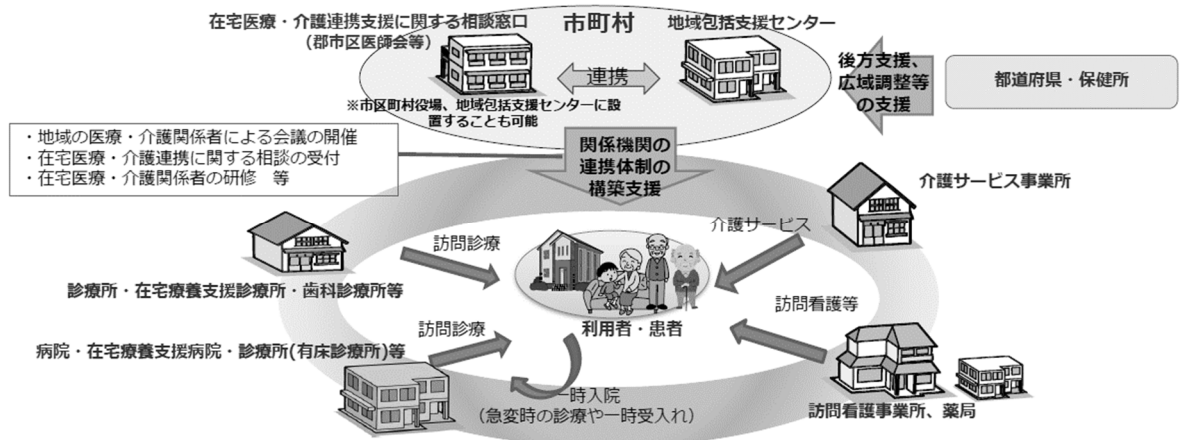 在宅医療・介護連携支援に関する相談窓口
(郡市区医師会等)
市町村
地域包括支援センター
連携
※市区町村役場、地域包括支援センターに設
置することも可能
後方支援、
広域調整等
の支援
都道府県・保健所
・地域の医療・介護関係者による会議の開催
・在宅医療・介護連携に関する相談の受付
・在宅医療・介護関係者の研修 等
関係機関の
連携体制の
構築支援
介護サービス事業所
介護サービス
訪問診療
診療所・在宅療養支援診療所・歯科診療所等
利用者・患者
訪問看護等
訪問診療
病院・在宅療養支援病院・診療所(有床診療所)等
一時入院
(急変時の診療や一時受入れ)
訪問看護事業所、薬局